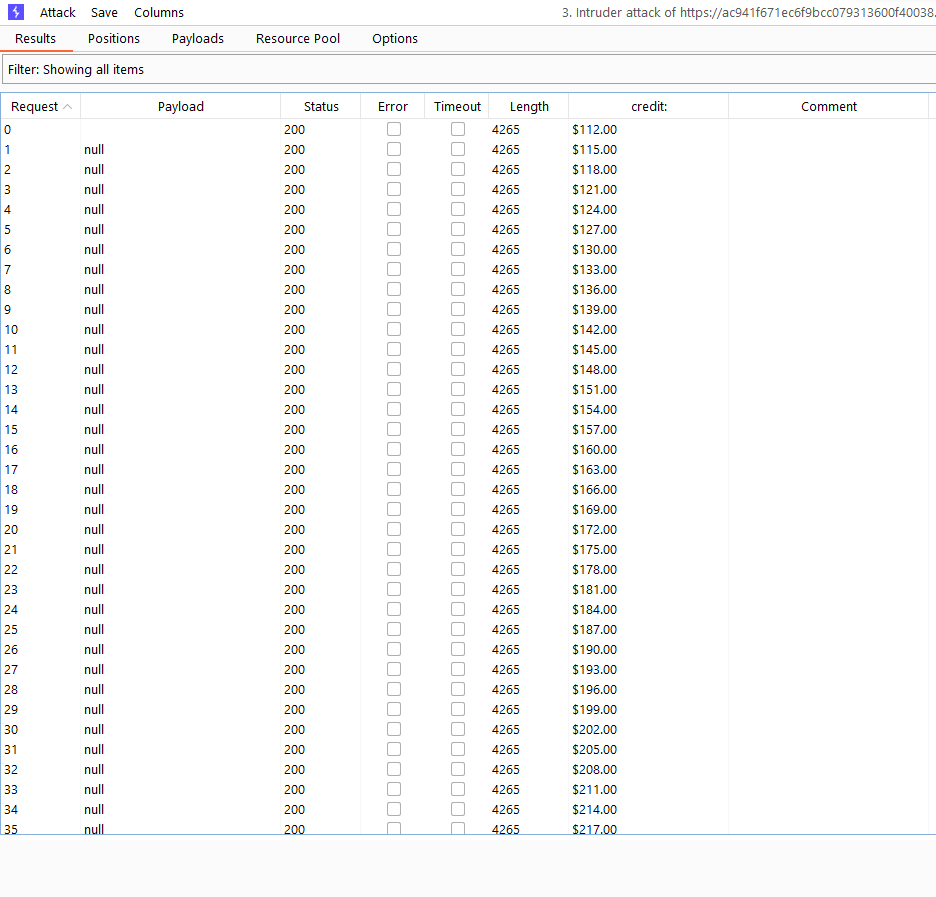 Attack Save Columns 3. Intruder attack of https://ac941f671ec6f9bcc079313600f40038.
Results Positions Payloads Resource Pool Options
Filter: Showing all items
Request Payload Status Error Timeout Length credit: Comment
0 200 4265 $112.00
1 null 200 4265 $115.00
2 null 200 4265 $118.00
3 null 200 4265 $121.00
4 null 200 4265 $124.00
5 null 200 4265 $127.00
6 null 200 4265 $130.00
7 null 200 4265 $133.00
8 null 200 4265 $136.00
9 null 200 4265 $139.00
10 null 200 4265 $142.00
11 null 200 4265 $145.00
12 null 200 4265 $148.00
13 null 200 4265 $151.00
14 null 200 4265 $154.00
15 null 200 4265 $157.00
16 null 200 4265 $160.00
17 null 200 4265 $163.00
18 null 200 4265 $166.00
19 null 200 4265 $169.00
20 null 200 4265 $172.00
21 null 200 4265 $175.00
22 null 200 4265 $178.00
23 null 200 4265 $181.00
24 null 200 4265 $184.00
25 null 200 4265 $187.00
26 null 200 4265 $190.00
27 null 200 4265 $193.00
28 null 200 4265 $196.00
29 null 200 4265 $199.00
30 null 200 4265 $202.00
31 null 200 4265 $205.00
32 null 200 4265 $208.00
33 null 200 4265 $211.00
34 null 200 4265 $214.00
35 null 200 4265 $217.00